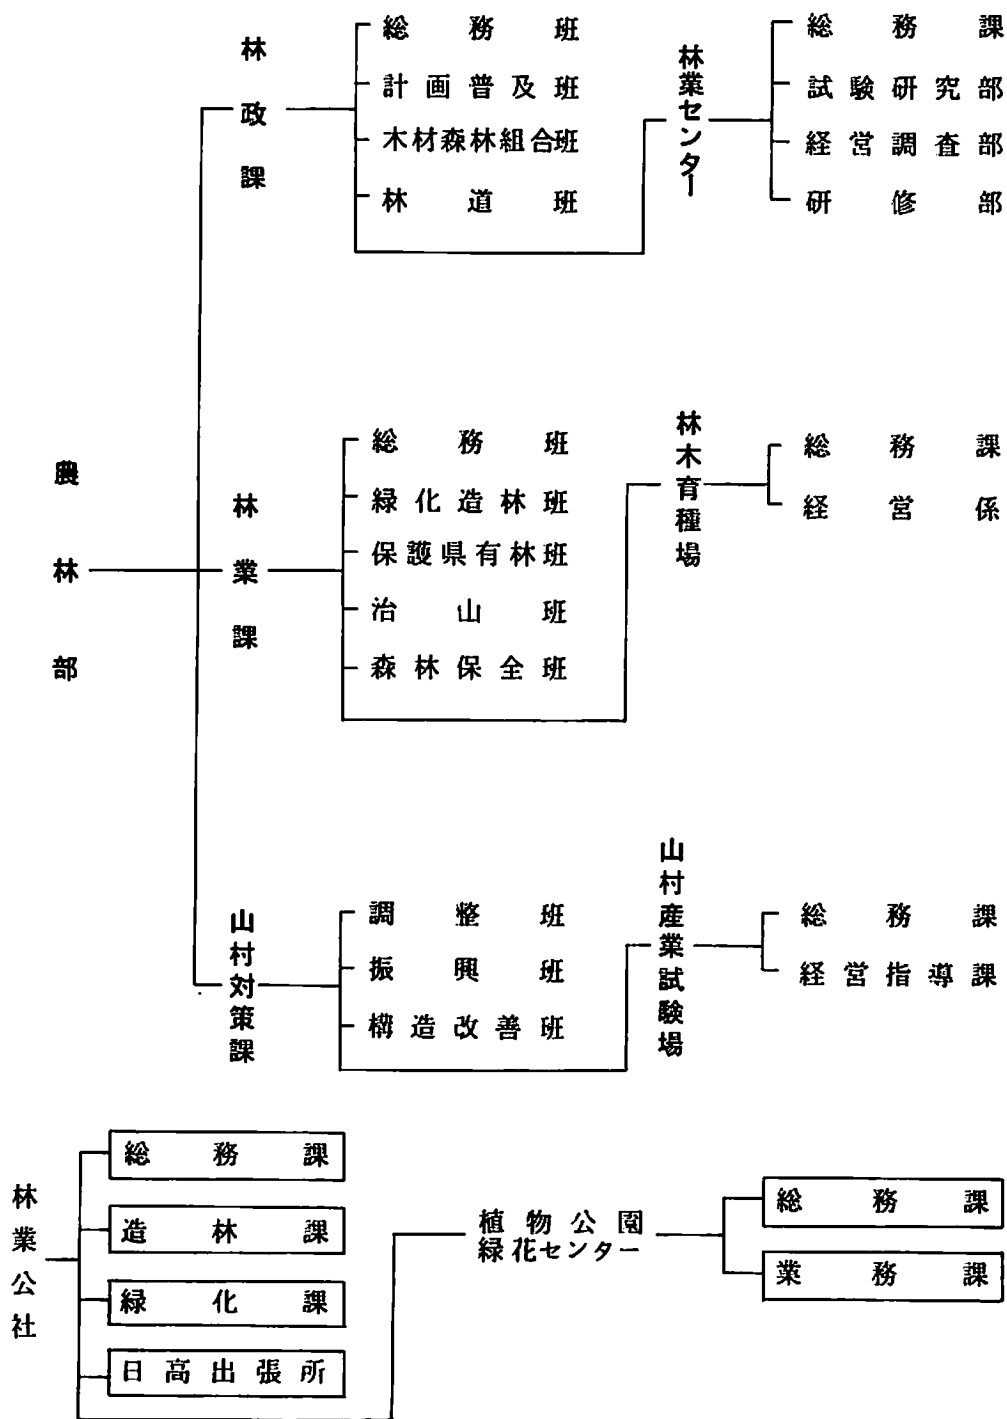 農林部
林政課
総務班
計画普及班
木材森林組合班
林道班
林業センター
総務課
試験研究部
経営調査部
研修部
林業課
総務班
緑化造林班
保護県有林班
治山班
森林保全班
林木育種場
総務課
経営係
山村対策課
調整班
振興班
構造改善班
山村産業試験場
総務課
経営指導課
林業公社
総務課
造林課
緑化課
日高出張所
植物公園
緑花センター
総務課
業務課